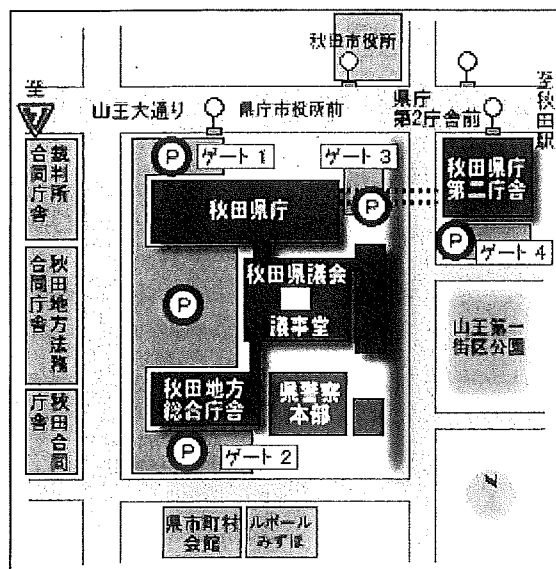 秋田市役所
至
山王大通り
県庁市役所前
県庁
第2庁舎前
至秋田駅
裁判所
合同庁舎
P
ゲート 1
ゲート 3
P
秋田県庁
秋田県庁
第二庁舎
P
ゲート 4
秋田地方法務
合同庁舎
P
秋田県議会
議事堂
山王第一
街区公園
秋田合同
庁舎
秋田地方
総合庁舎
県警察
本部
P
ゲート 2
県市町村
会館
ルポール
みずほ